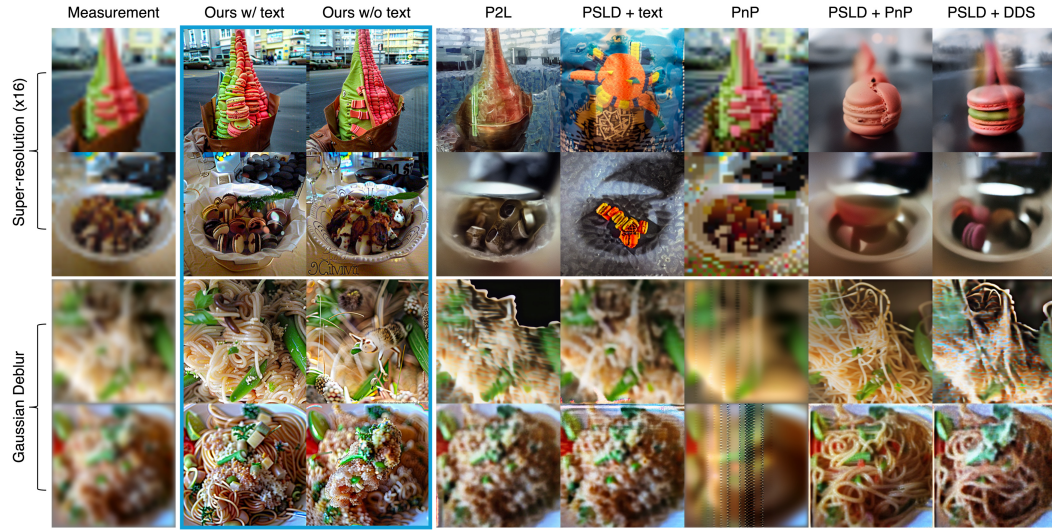 Measurement
Ours w/ text
Ours w/o text
P2L
PSLD + text
PnP
PSLD + PnP
PSLD + DDS
Super-resolution (x16)
Gaussian Deblur